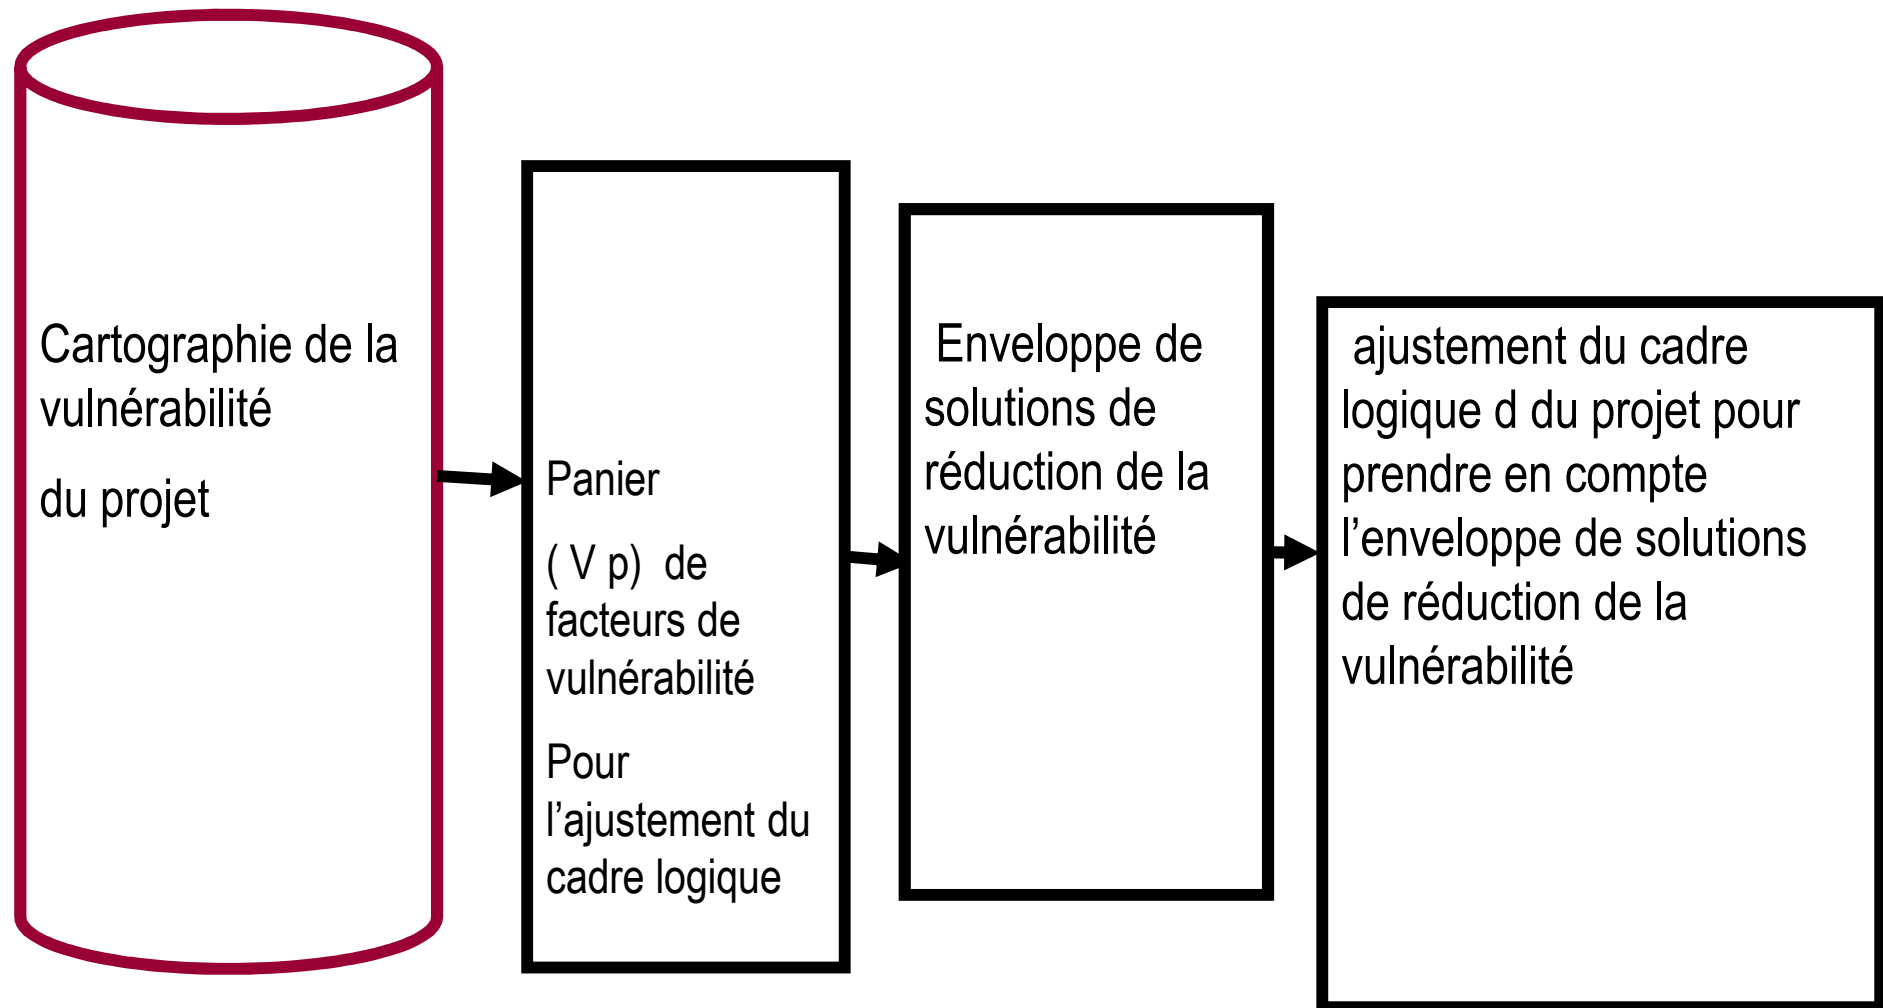 Cartographie de la
vulnérabilité
du projet
Panier
( V p) de
facteurs de
vulnérabilité
Pour
l’ajustement du
cadre logique
Enveloppe de
solutions de
réduction de la
vulnérabilité
ajustement du cadre
logique d du projet pour
prendre en compte
l’enveloppe de solutions
de réduction de la
vulnérabilité